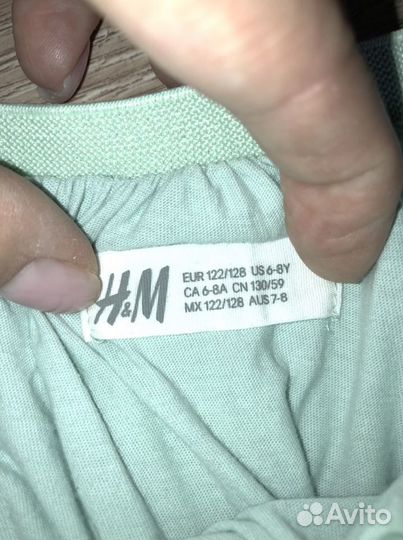 H&M
EUR 122/128 US 6-8Y
CA 6-8A CN 130/59
MX 122/128 AUS 7-8
Avito